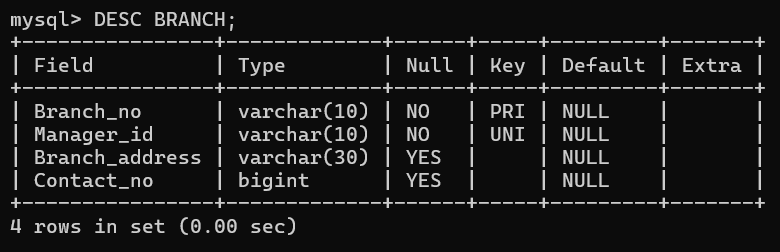 mysql> DESC BRANCH;
+----------------+-------------+------+-----+---------+-------+
| Field          | Type        | Null | Key | Default | Extra |
+----------------+-------------+------+-----+---------+-------+
| Branch_no      | varchar(10) | NO   | PRI | NULL    |       |
| Manager_id     | varchar(10) | NO   | UNI | NULL    |       |
| Branch_address | varchar(30) | YES  |     | NULL    |       |
| Contact_no     | bigint      | YES  |     | NULL    |       |
+----------------+-------------+------+-----+---------+-------+
4 rows in set (0.00 sec)